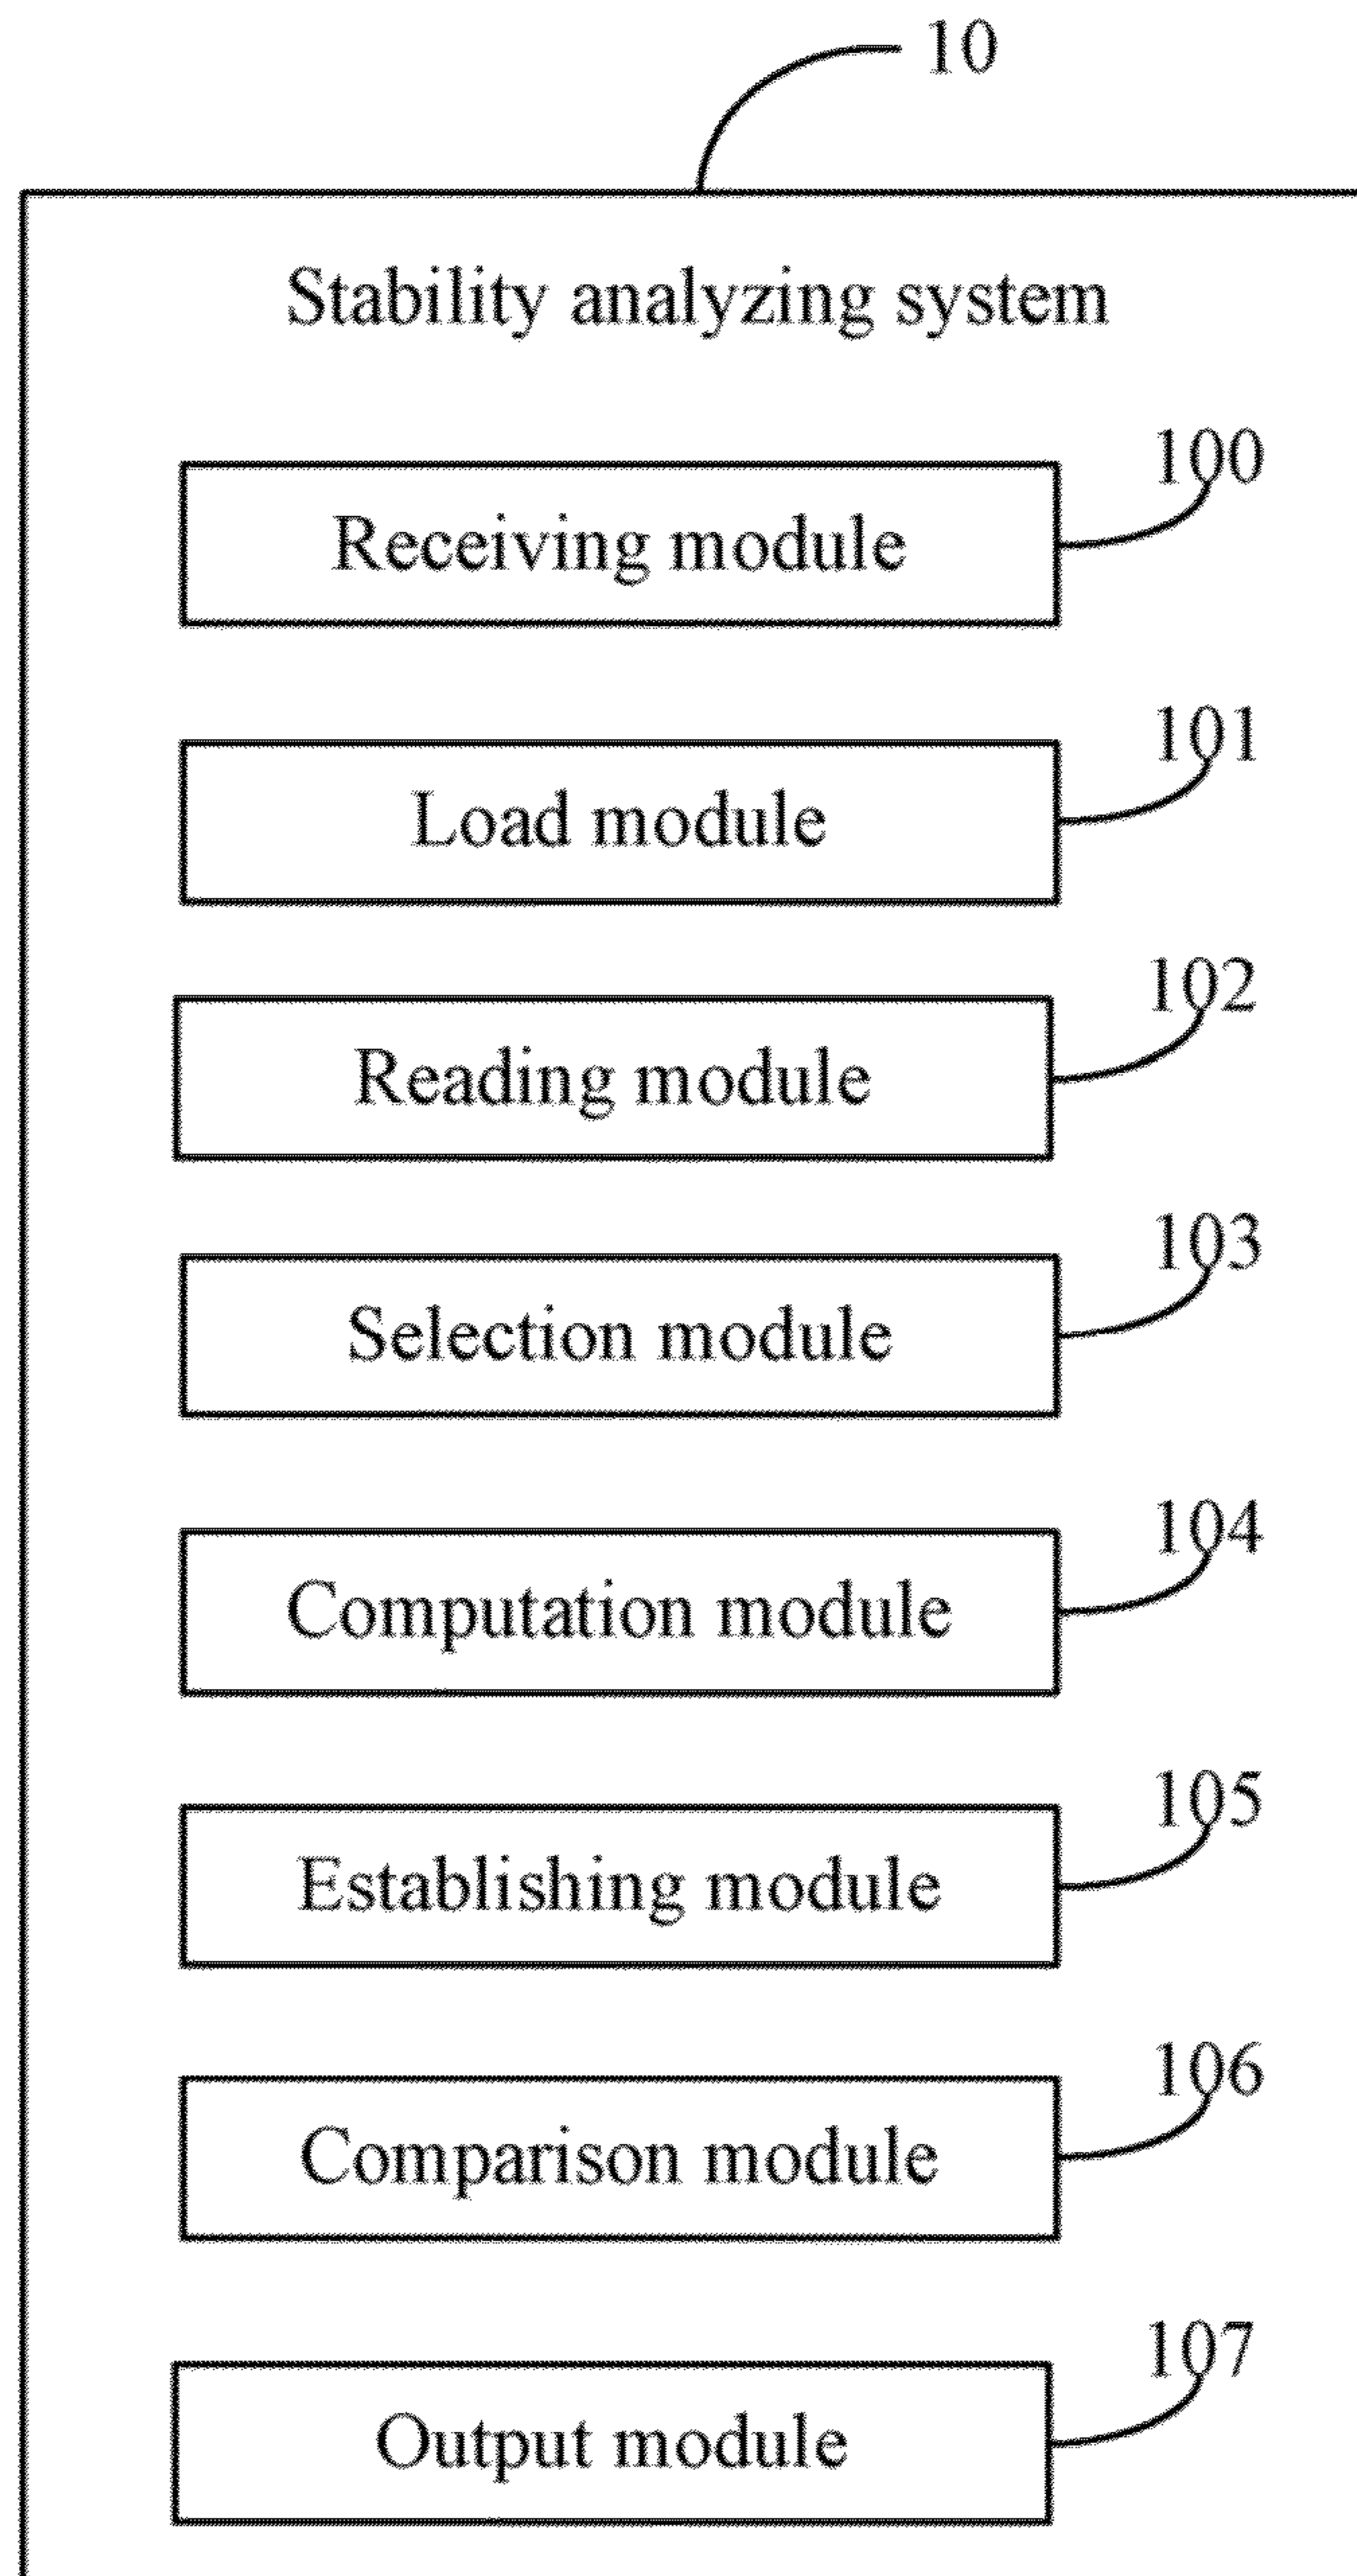 10
Stability analyzing system
100
Receiving module
101
Load module
102
Reading module
103
Selection module
104
Computation module
105
Establishing module
106
Comparison module
107
Output module